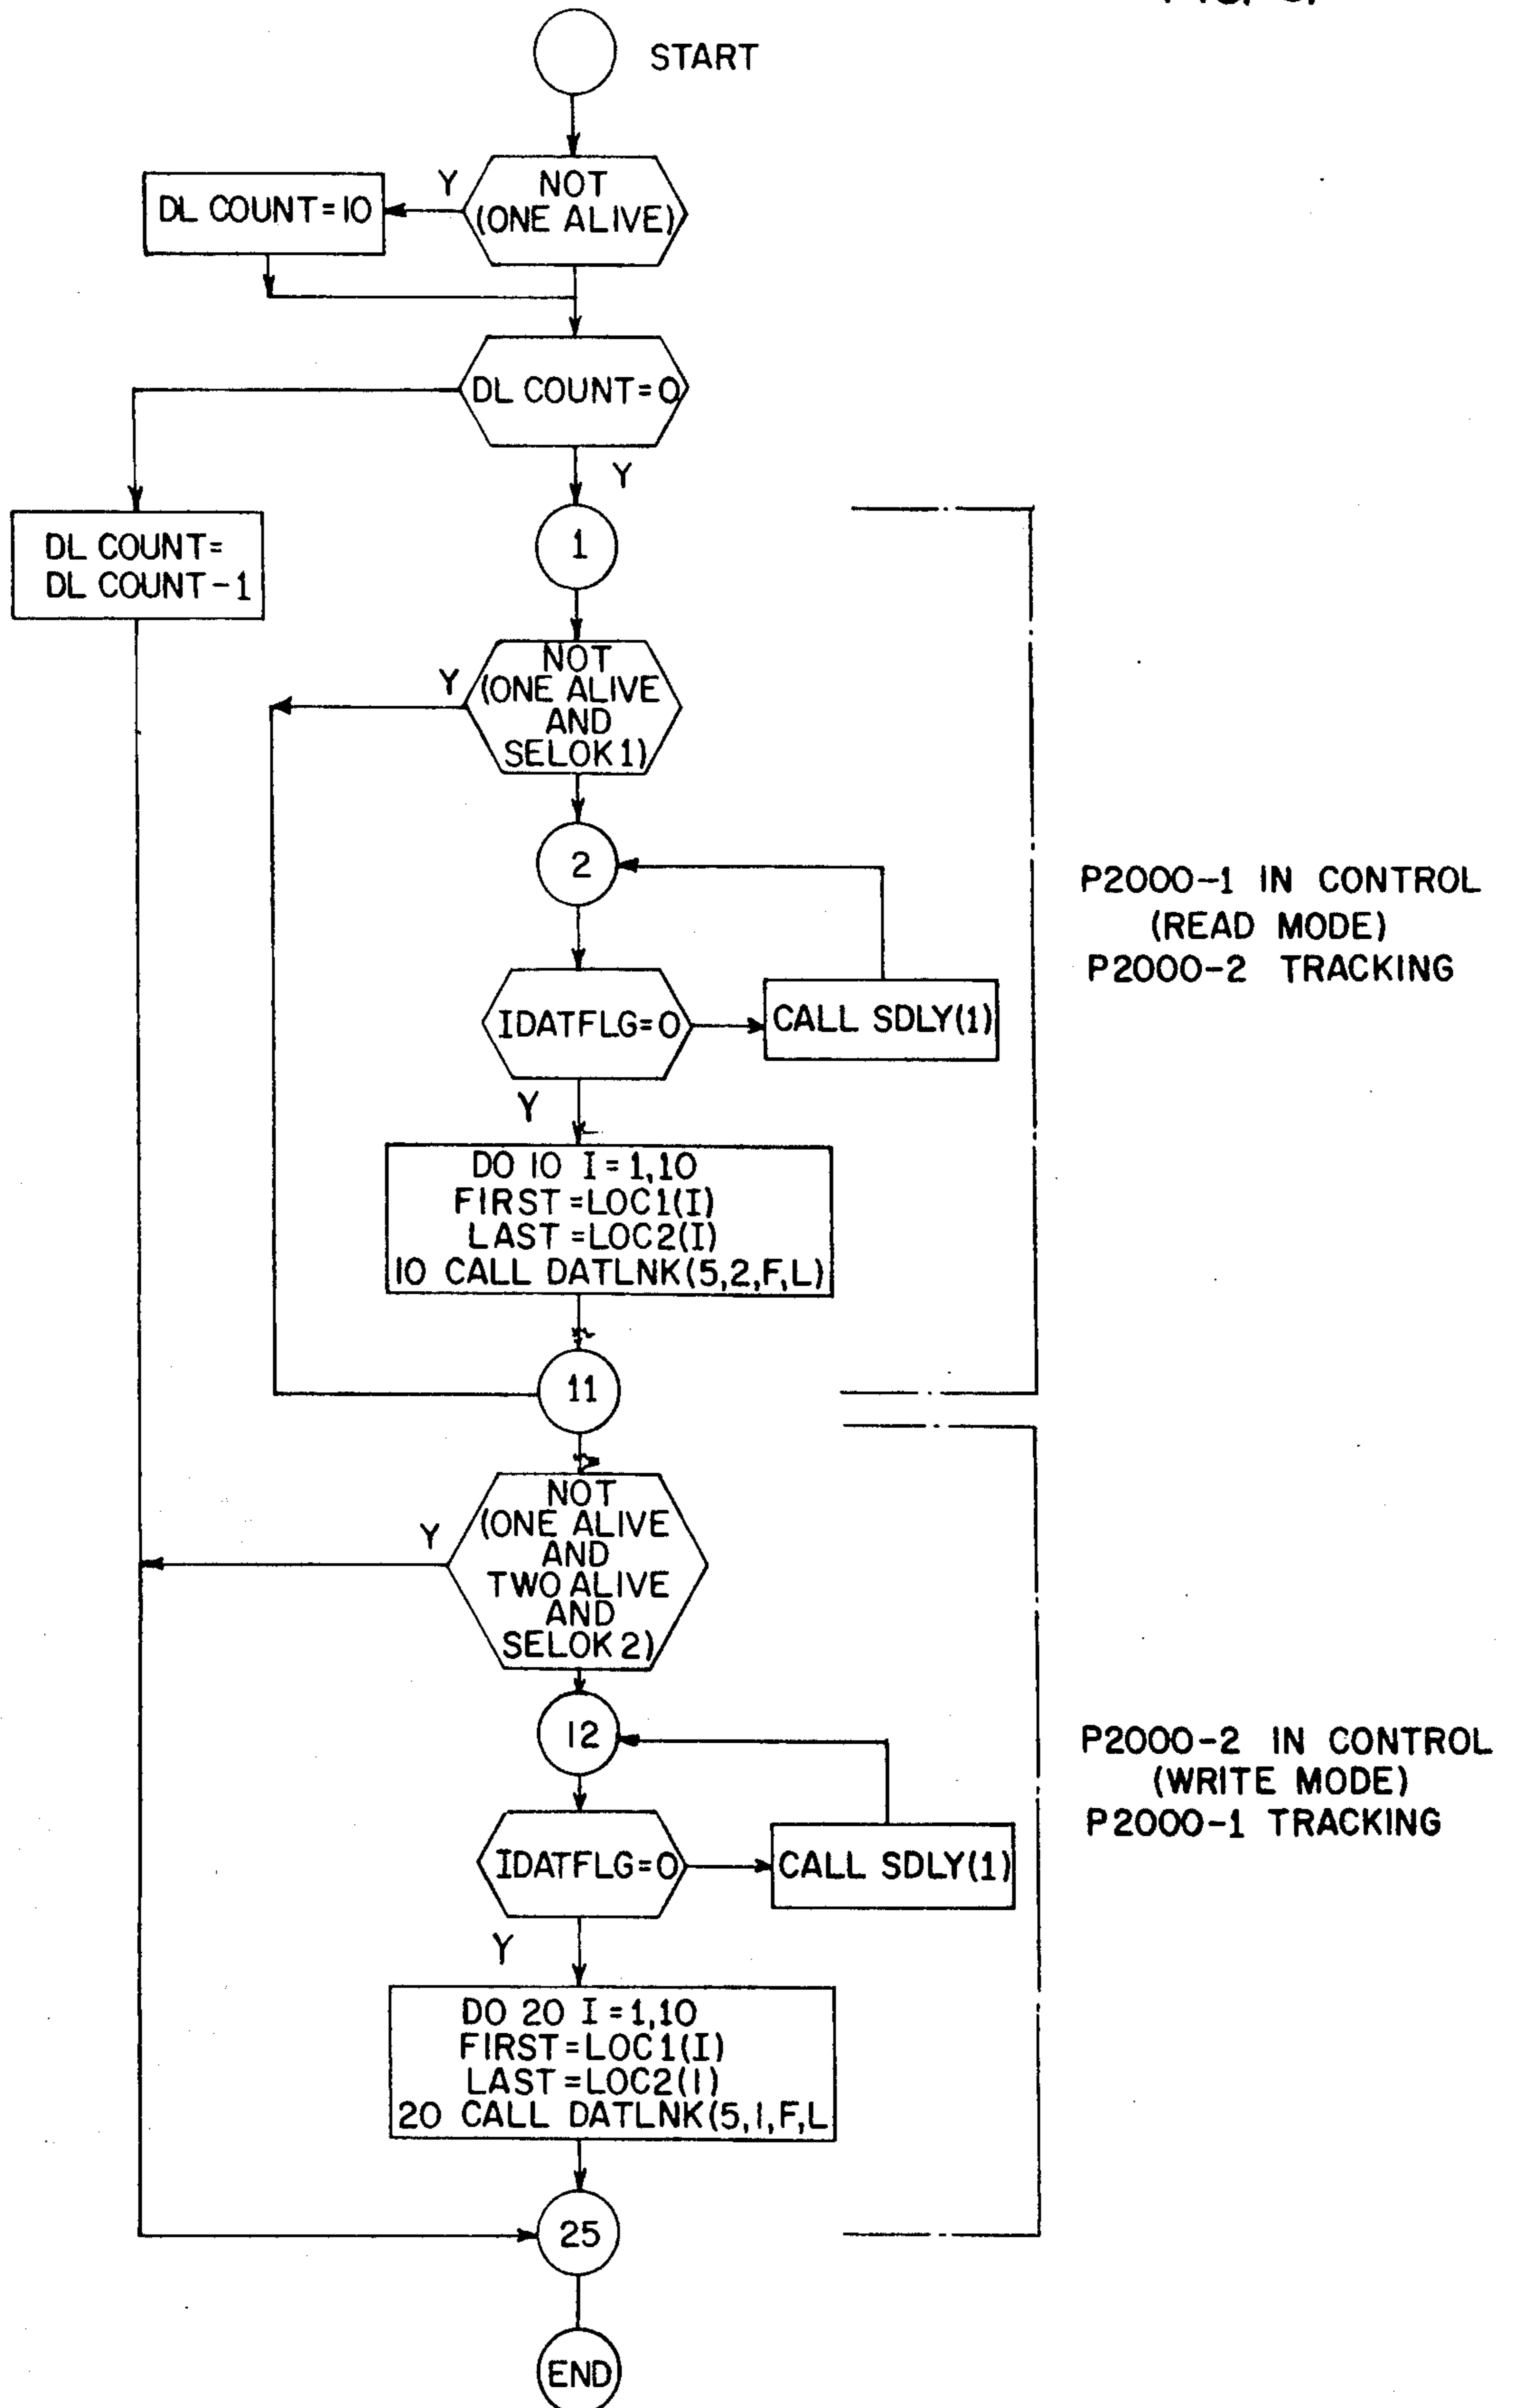 START
NOT
(ONE ALIVE)
Y
DL COUNT=10
DL COUNT=0
Y
DL COUNT=
DL COUNT-1
1
NOT
(ONE ALIVE
AND
SELOK1)
Y
2
P2000-1 IN CONTROL
(READ MODE)
P2000-2 TRACKING
IDATFLG=0
CALL SDLY(1)
Y
DO 10 I=1,10
FIRST=LOC1(I)
LAST=LOC2(I)
10 CALL DATLNK(5,2,F,L)
11
NOT
(ONE ALIVE
AND
TWO ALIVE
AND
SELOK2)
Y
12
P2000-2 IN CONTROL
(WRITE MODE)
P2000-1 TRACKING
IDATFLG=0
CALL SDLY(1)
Y
DO 20 I=1,10
FIRST=LOC1(I)
LAST=LOC2(I)
20 CALL DATLNK(5,1,F,L
25
END